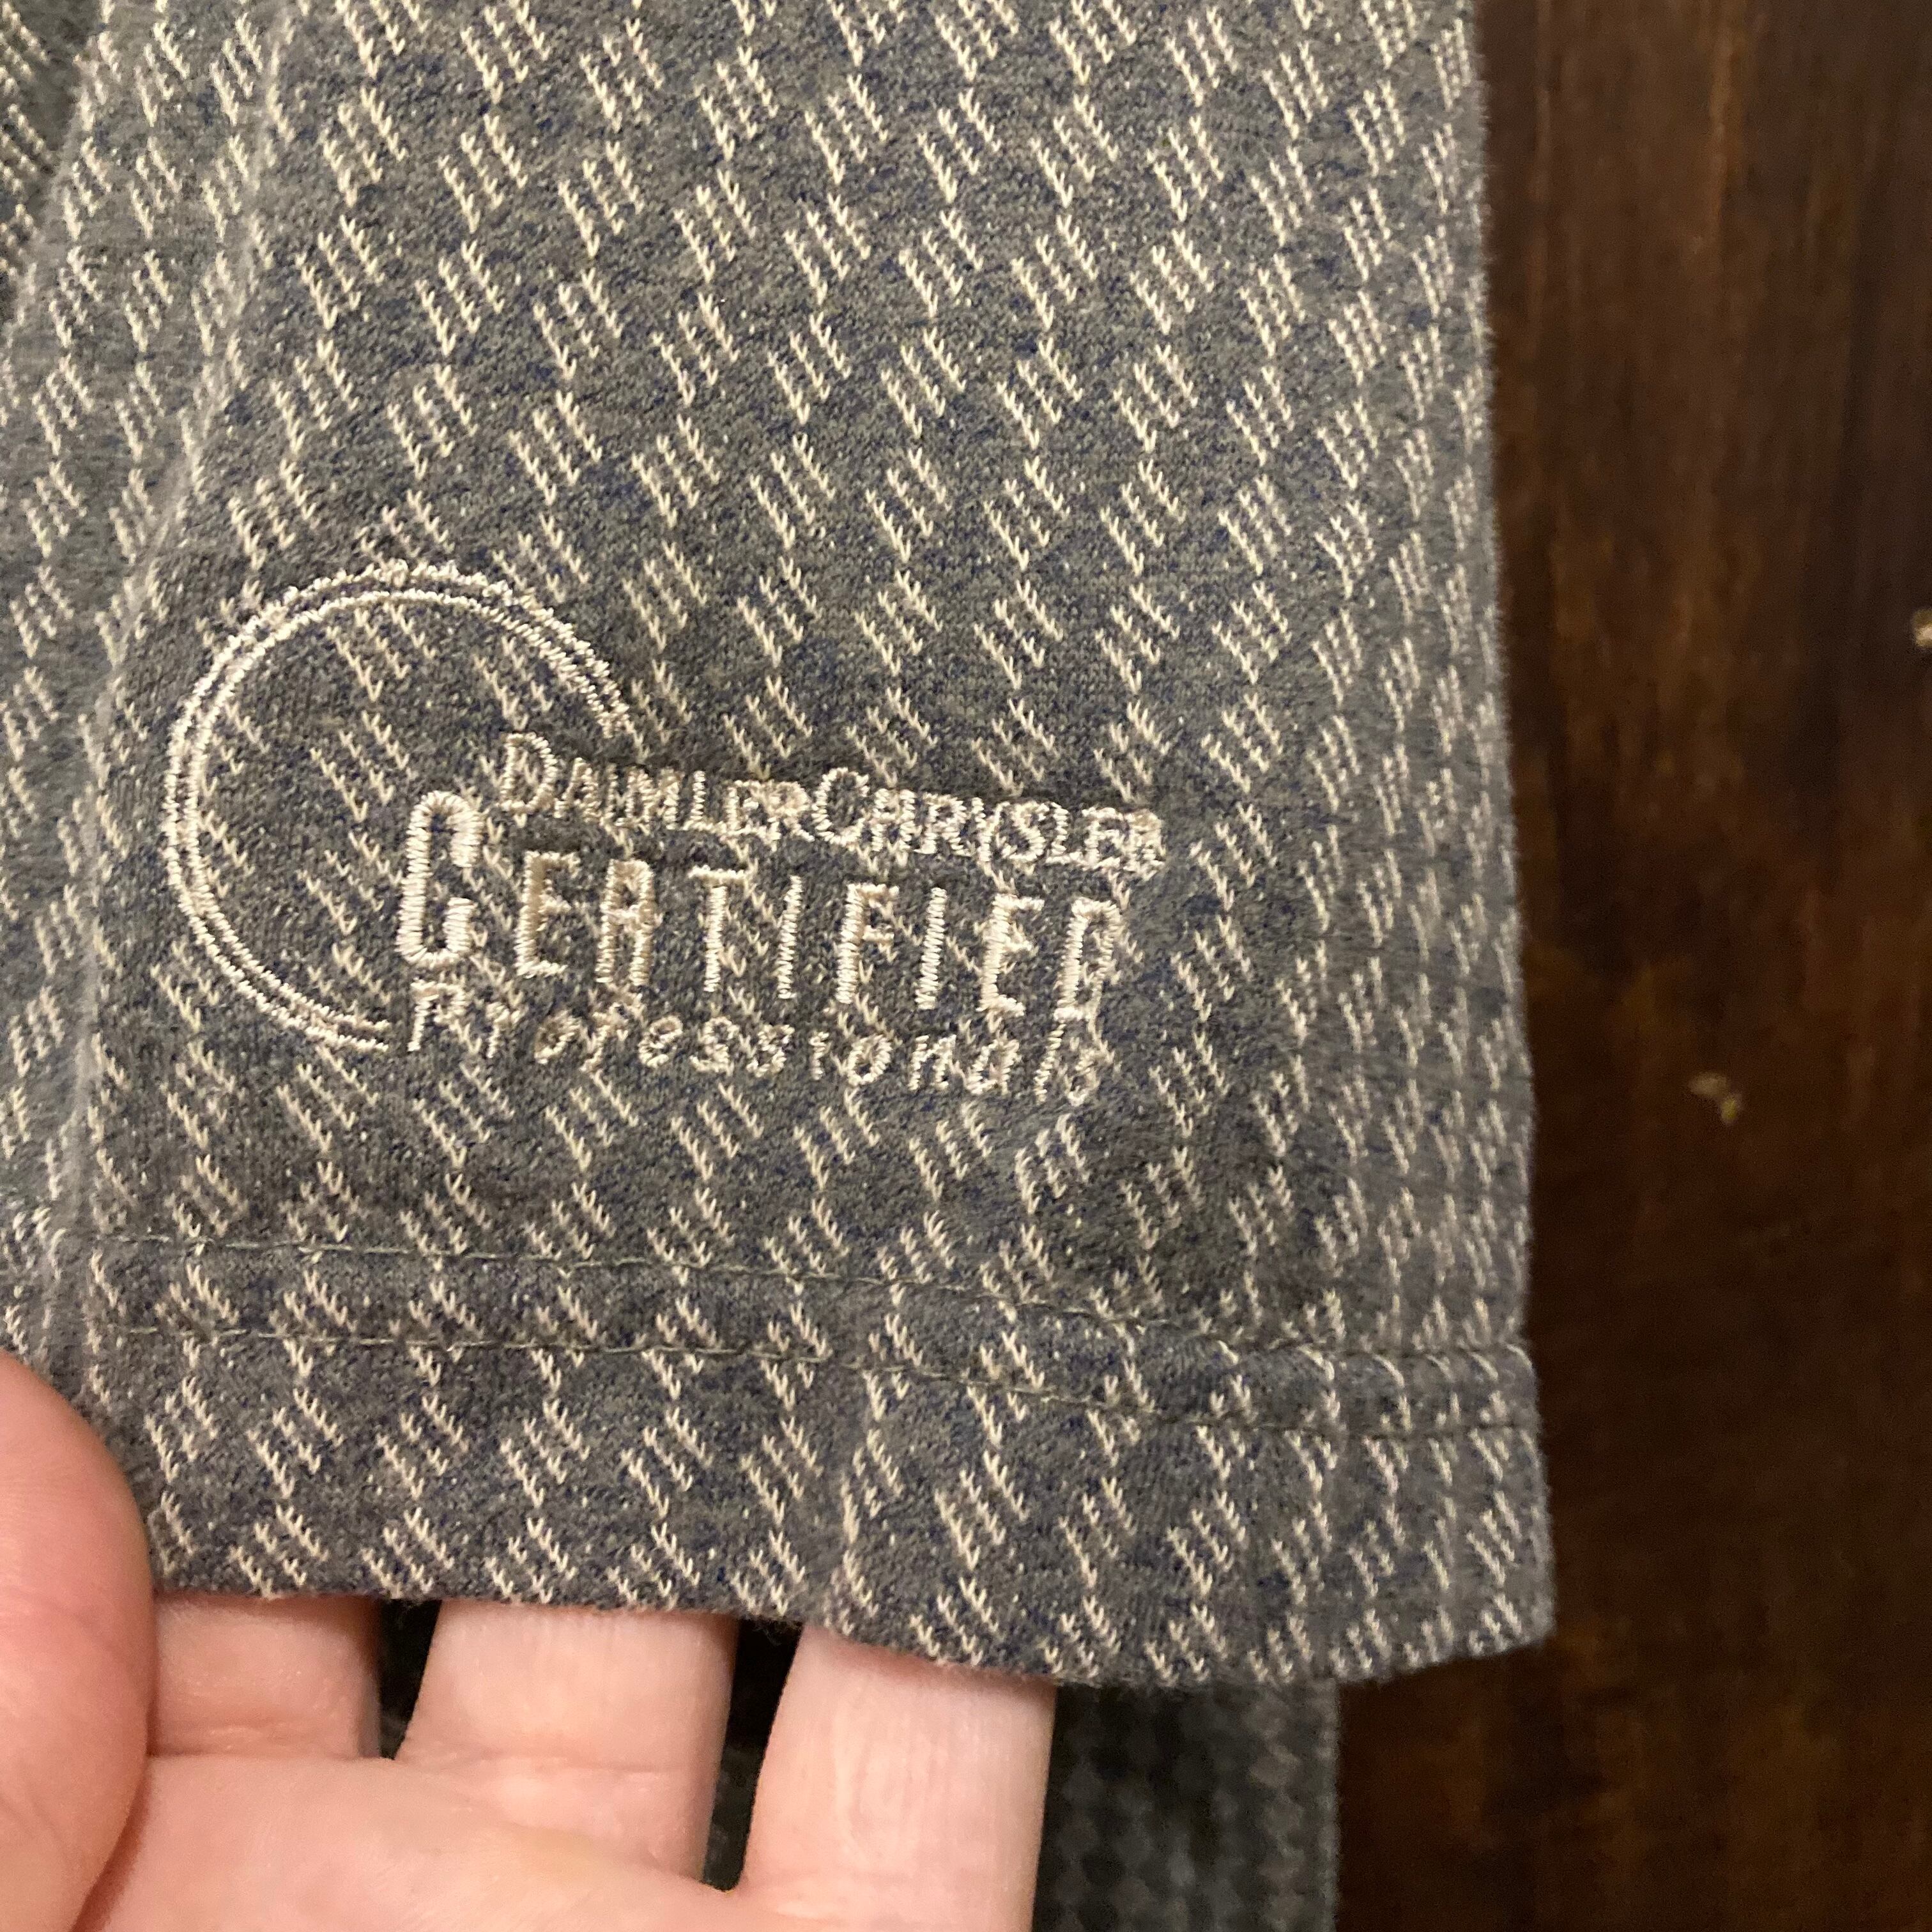 DaimlerChrysler
Certified
Professionals